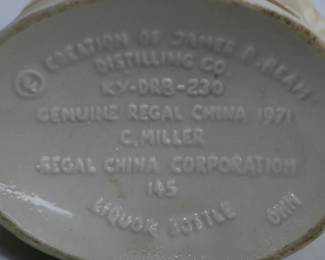 © CREATION OF JAMES B. BEAM
DISTILLING CO.
KY-DRB-230
GENUINE REGAL CHINA 1971
C. MILLER
REGAL CHINA CORPORATION
145
LIQUOR BOTTLE